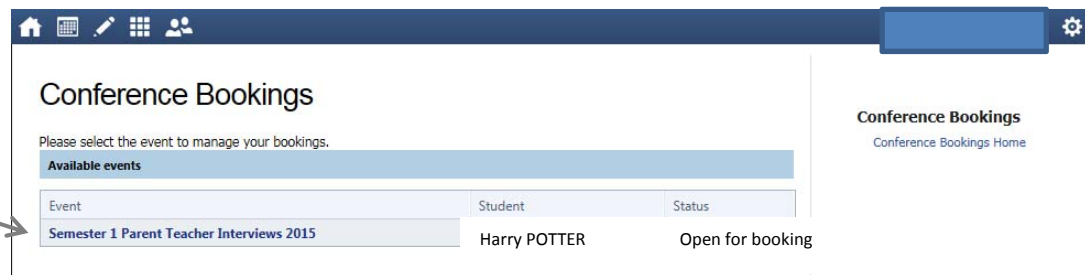 Conference Bookings
Please select the event to manage your bookings.
Available events
Event Student Status
Semester 1 Parent Teacher Interviews 2015 Harry POTTER Open for booking
Conference Bookings
Conference Bookings Home